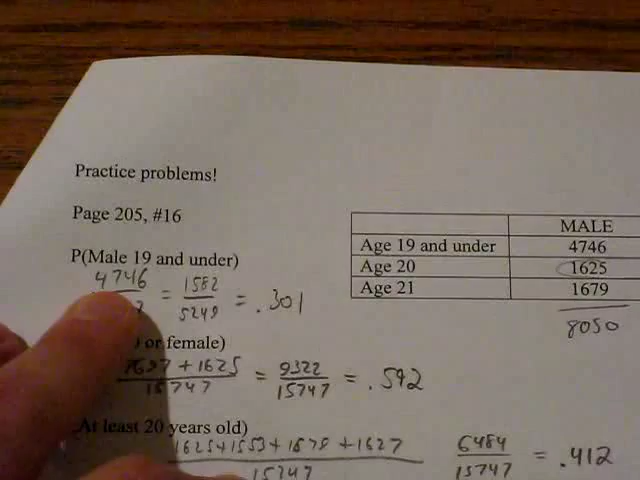 Practice problems!
Page 205, #16
MALE
Age 19 and under 4746
Age 20 1625
Age 21 1679
8050
P(Male 19 and under)
4746 = 1582 = .301
7 5249
or female)
7697 + 1625 = 9322 = .592
15747 15747
At least 20 years old)
1625+1553+1679+1627 6484 = .412
15747 15747